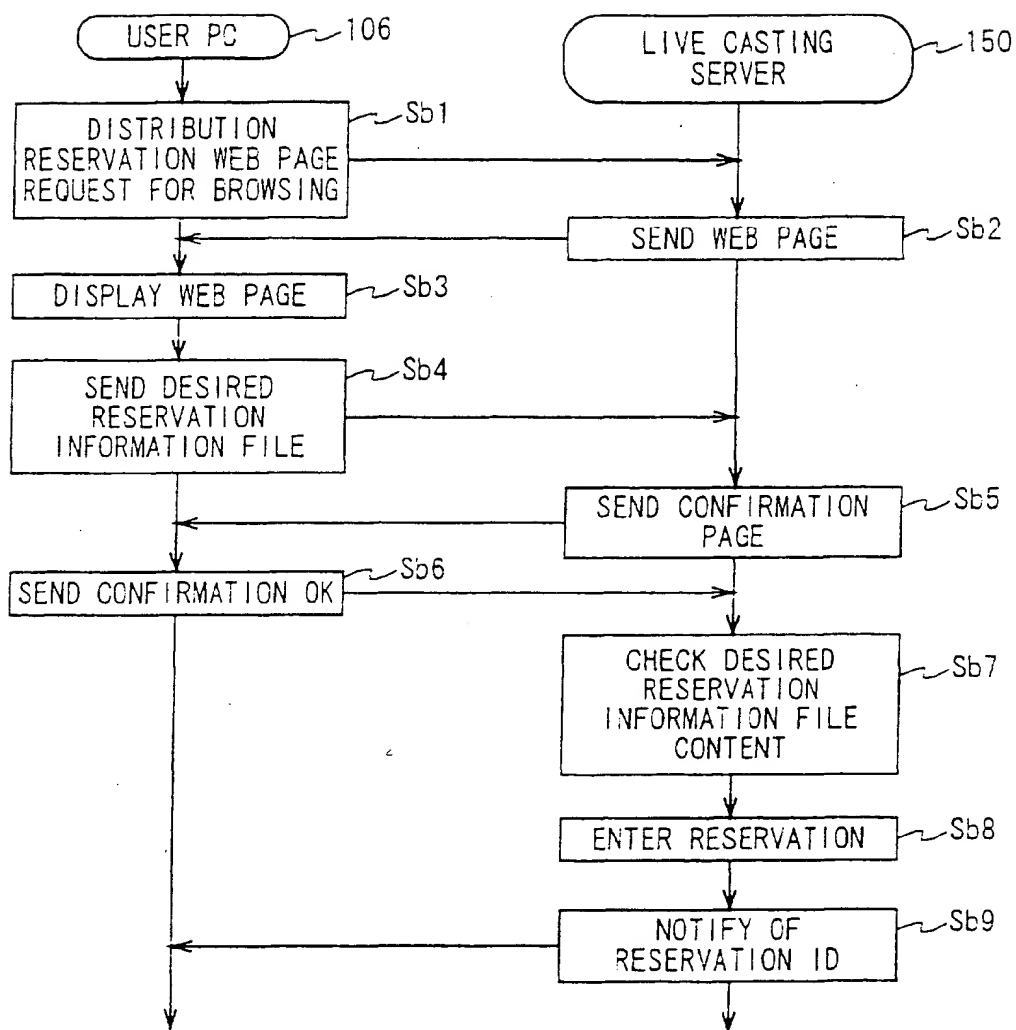 USER PC
106
LIVE CASTING
SERVER
150
DISTRIBUTION
RESERVATION WEB PAGE
REQUEST FOR BROWSING
Sb1
SEND WEB PAGE
Sb2
DISPLAY WEB PAGE
Sb3
SEND DESIRED
RESERVATION
INFORMATION FILE
Sb4
SEND CONFIRMATION
PAGE
Sb5
SEND CONFIRMATION OK
Sb6
CHECK DESIRED
RESERVATION
INFORMATION FILE
CONTENT
Sb7
ENTER RESERVATION
Sb8
NOTIFY OF
RESERVATION ID
Sb9